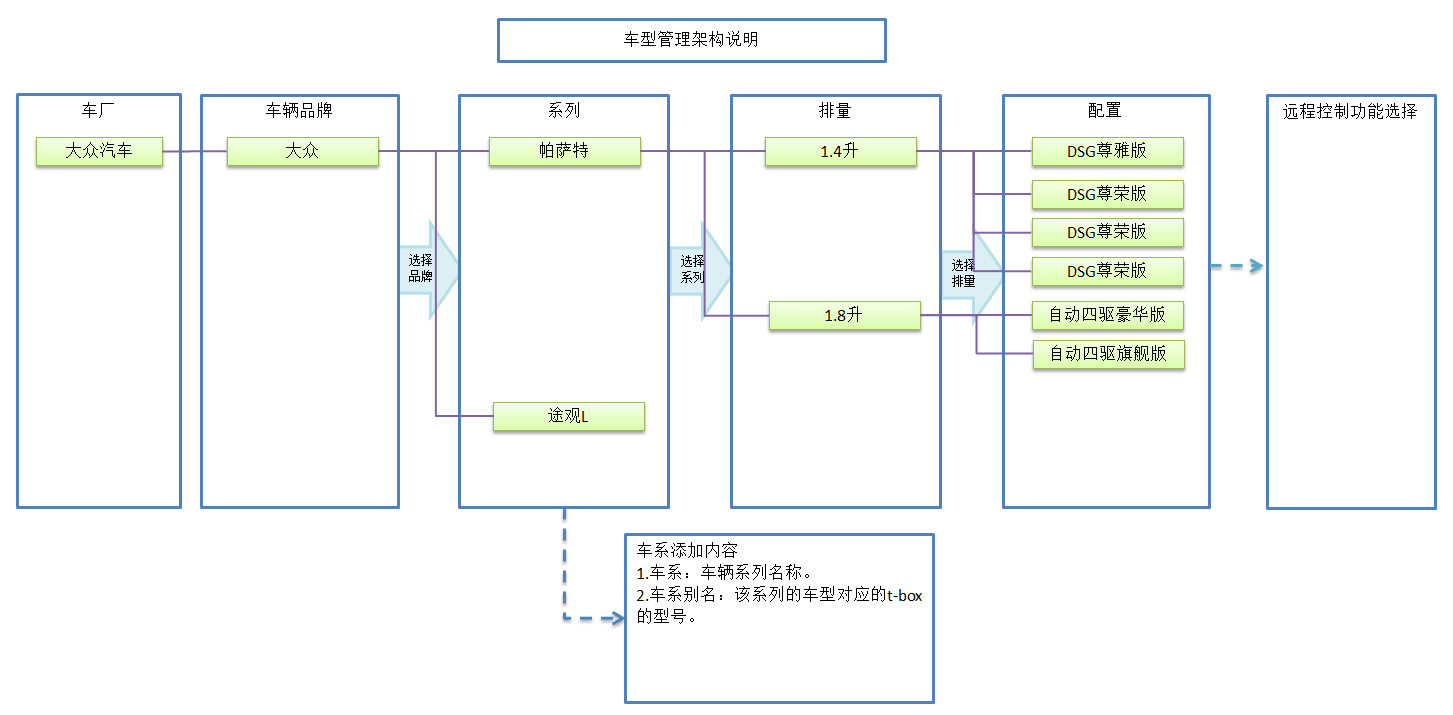 车型管理架构说明
车厂
大众汽车
车辆品牌
大众
选择
品牌
系列
帕萨特
途观L
选择
系列
排量
1.4升
1.8升
选择
排量
配置
DSG尊雅版
DSG尊荣版
DSG尊荣版
DSG尊荣版
自动四驱豪华版
自动四驱旗舰版
远程控制功能选择
车系添加内容
1.车系：车辆系列名称。
2.车系别名：该系列的车型对应的t-box
的型号。